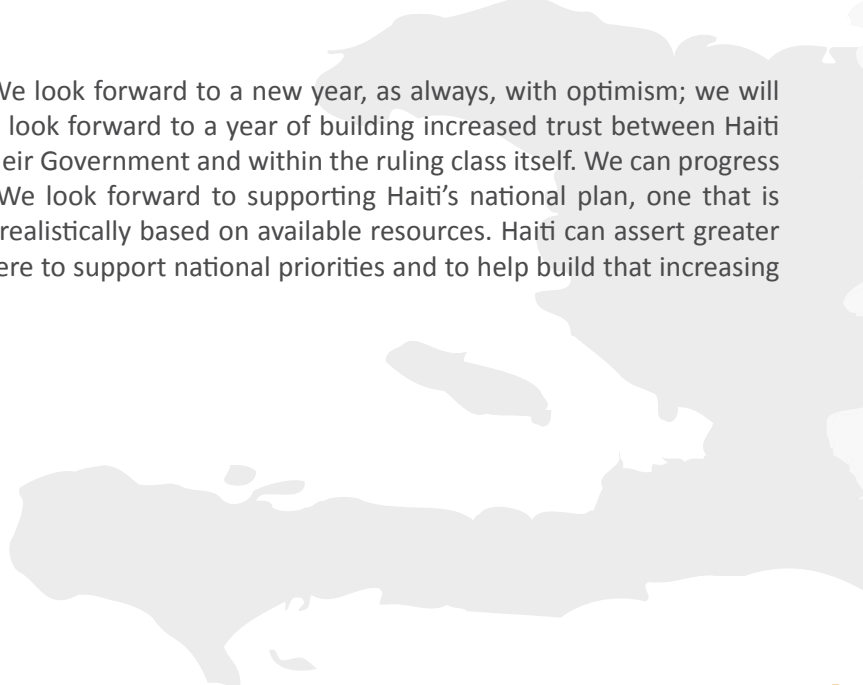 We look forward to a new year, as always, with optimism; we will
look forward to a year of building increased trust between Haiti
eir Government and within the ruling class itself. We can progress
We look forward to supporting Haiti's national plan, one that is
realistically based on available resources. Haiti can assert greater
ere to support national priorities and to help build that increasing